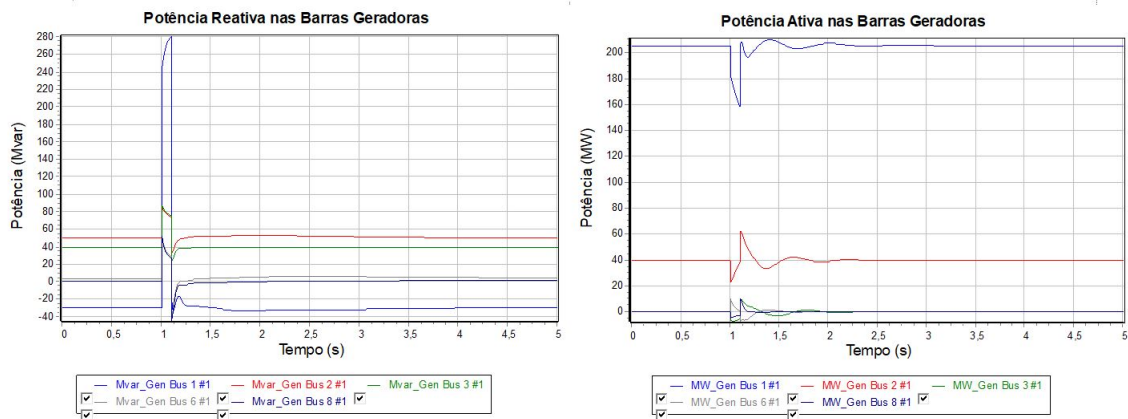 Potência Reativa nas Barras Geradoras
Potência (Mvar)
280
260
240
220
200
180
160
140
120
100
80
60
40
20
0
-20
-40
0 0,5 1 1,5 2 2,5 3 3,5 4 4,5 5
Tempo (s)
Mvar_Gen Bus 1 #1 Mvar_Gen Bus 2 #1 Mvar_Gen Bus 3 #1
Mvar_Gen Bus 6 #1 Mvar_Gen Bus 8 #1
Potência Ativa nas Barras Geradoras
Potência (MW)
200
180
160
140
120
100
80
60
40
20
0
0 0,5 1 1,5 2 2,5 3 3,5 4 4,5 5
Tempo (s)
MW_Gen Bus 1 #1 MW_Gen Bus 2 #1 MW_Gen Bus 3 #1
MW_Gen Bus 6 #1 MW_Gen Bus 8 #1